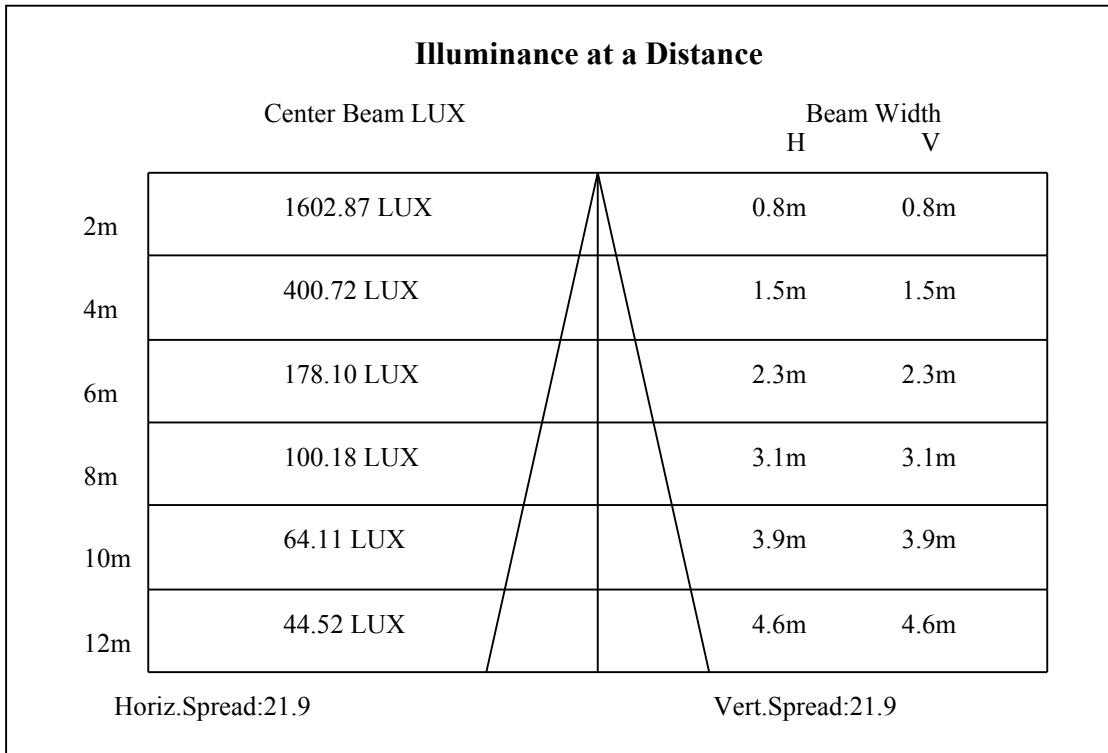 Illuminance at a Distance
Center Beam LUX Beam Width
H V
2m 1602.87 LUX 0.8m 0.8m
4m 400.72 LUX 1.5m 1.5m
6m 178.10 LUX 2.3m 2.3m
8m 100.18 LUX 3.1m 3.1m
10m 64.11 LUX 3.9m 3.9m
12m 44.52 LUX 4.6m 4.6m
Horiz.Spread:21.9 Vert.Spread:21.9